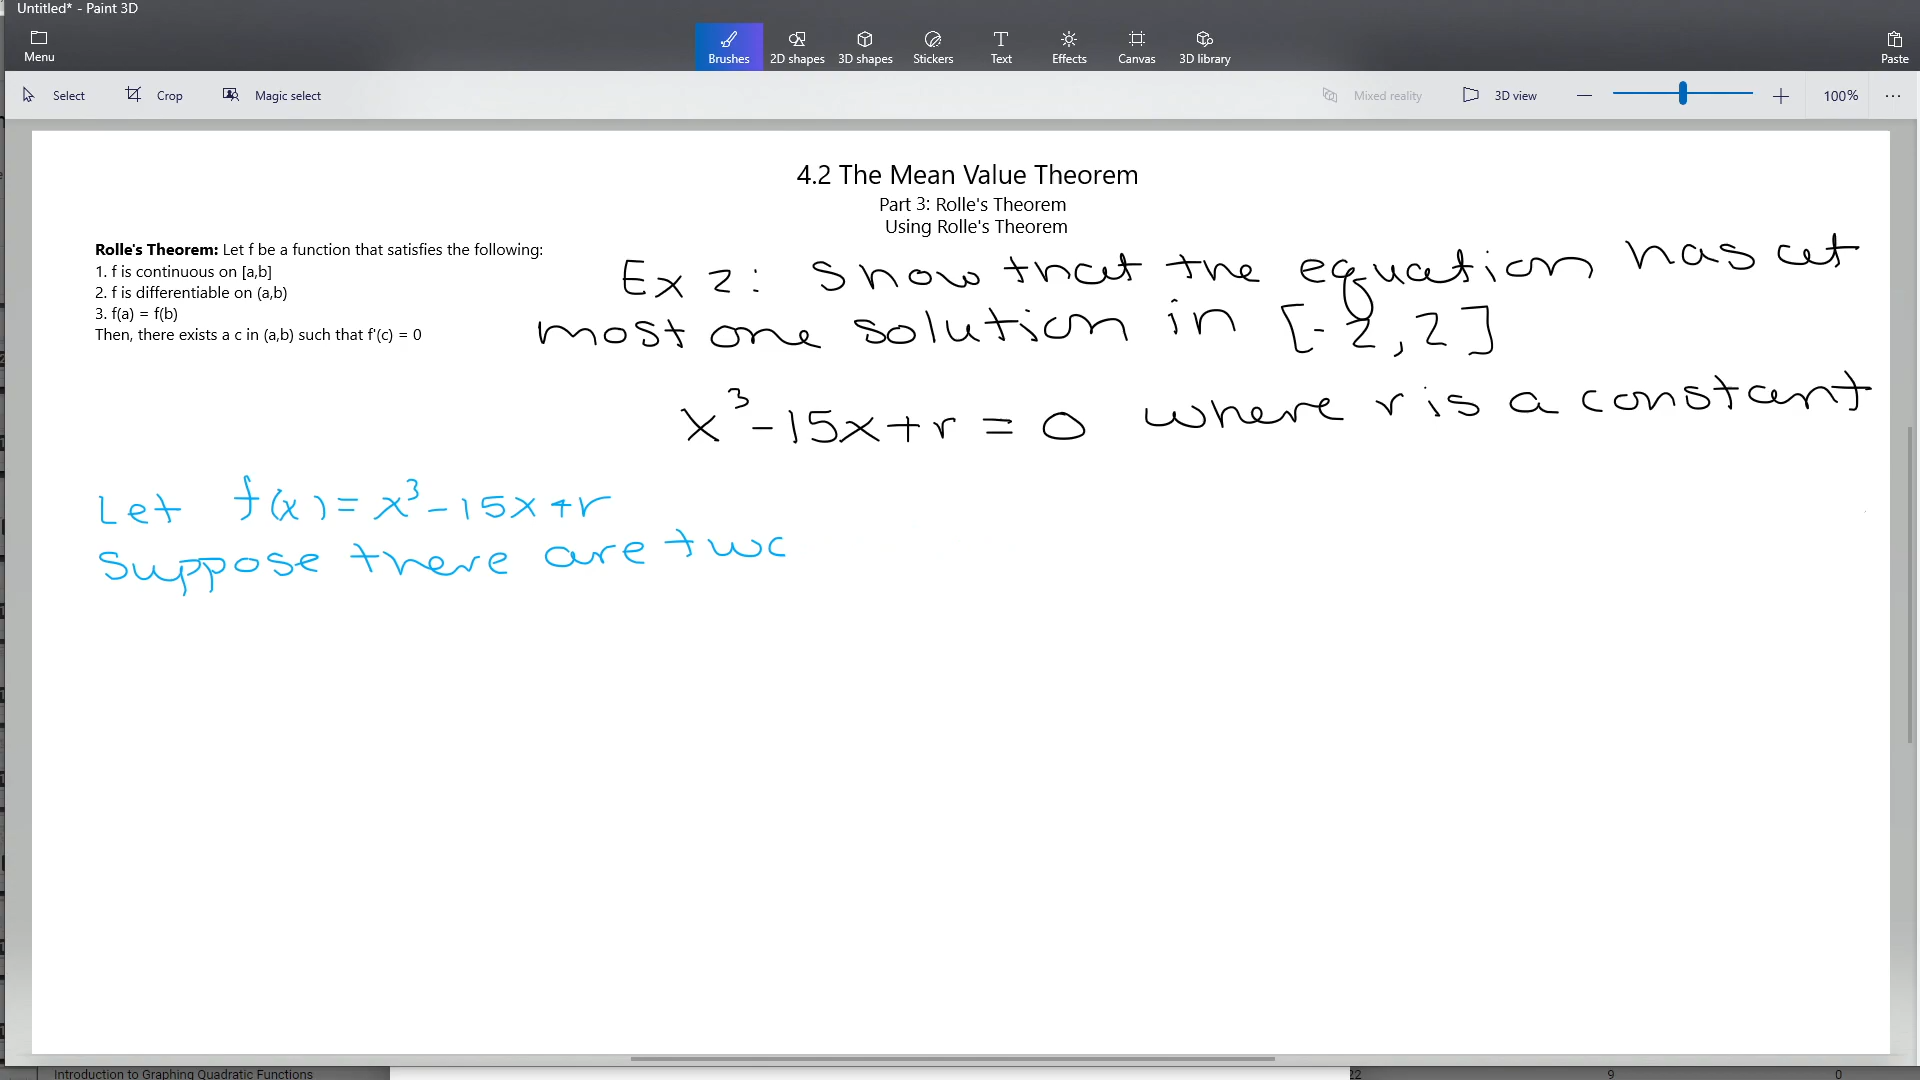 Untitled* - Paint 3D
Menu
Brushes 2D shapes 3D shapes Stickers Text Effects Canvas 3D library
Paste
Select Crop Magic select
Mixed reality 3D view 100%
4.2 The Mean Value Theorem
Part 3: Rolle's Theorem
Using Rolle's Theorem
Rolle's Theorem: Let f be a function that satisfies the following:
1. f is continuous on [a,b]
2. f is differentiable on (a,b)
3. f(a) = f(b)
Then, there exists a c in (a,b) such that f'(c) = 0
Ex 2: Show that the equation has at
most one solution in [-2,2]
x³-15x+r = 0 where r is a constant
Let f(x)=x³-15x+r
Suppose there are two
Introduction to Graphing Quadratic Functions
22 9 0